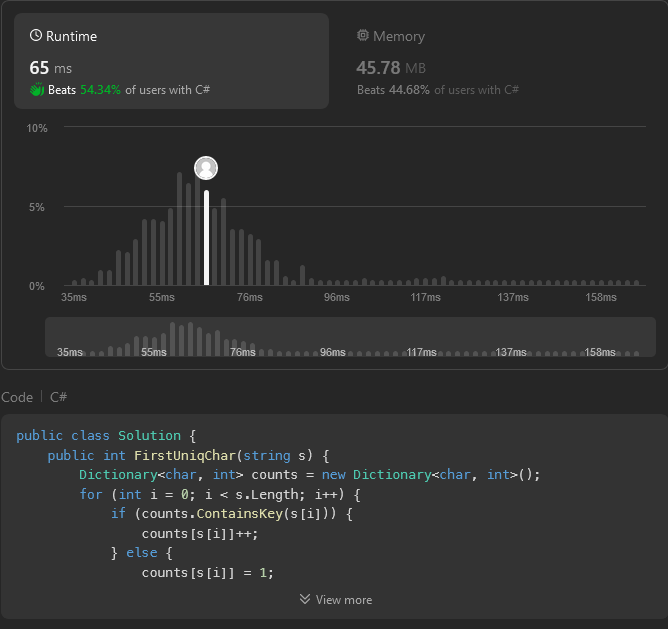 Runtime
Memory
65 ms
45.78 MB
Beats 54.34% of users with C#
Beats 44.68% of users with C#
10%
5%
0%
35ms 55ms 76ms 96ms 117ms 137ms 158ms
35ms 55ms 76ms 96ms 117ms 137ms 158ms
Code | C#
public class Solution {
    public int FirstUniqChar(string s) {
        Dictionary<char, int> counts = new Dictionary<char, int>();
        for (int i = 0; i < s.Length; i++) {
            if (counts.ContainsKey(s[i])) {
                counts[s[i]]++;
            } else {
                counts[s[i]] = 1;
View more